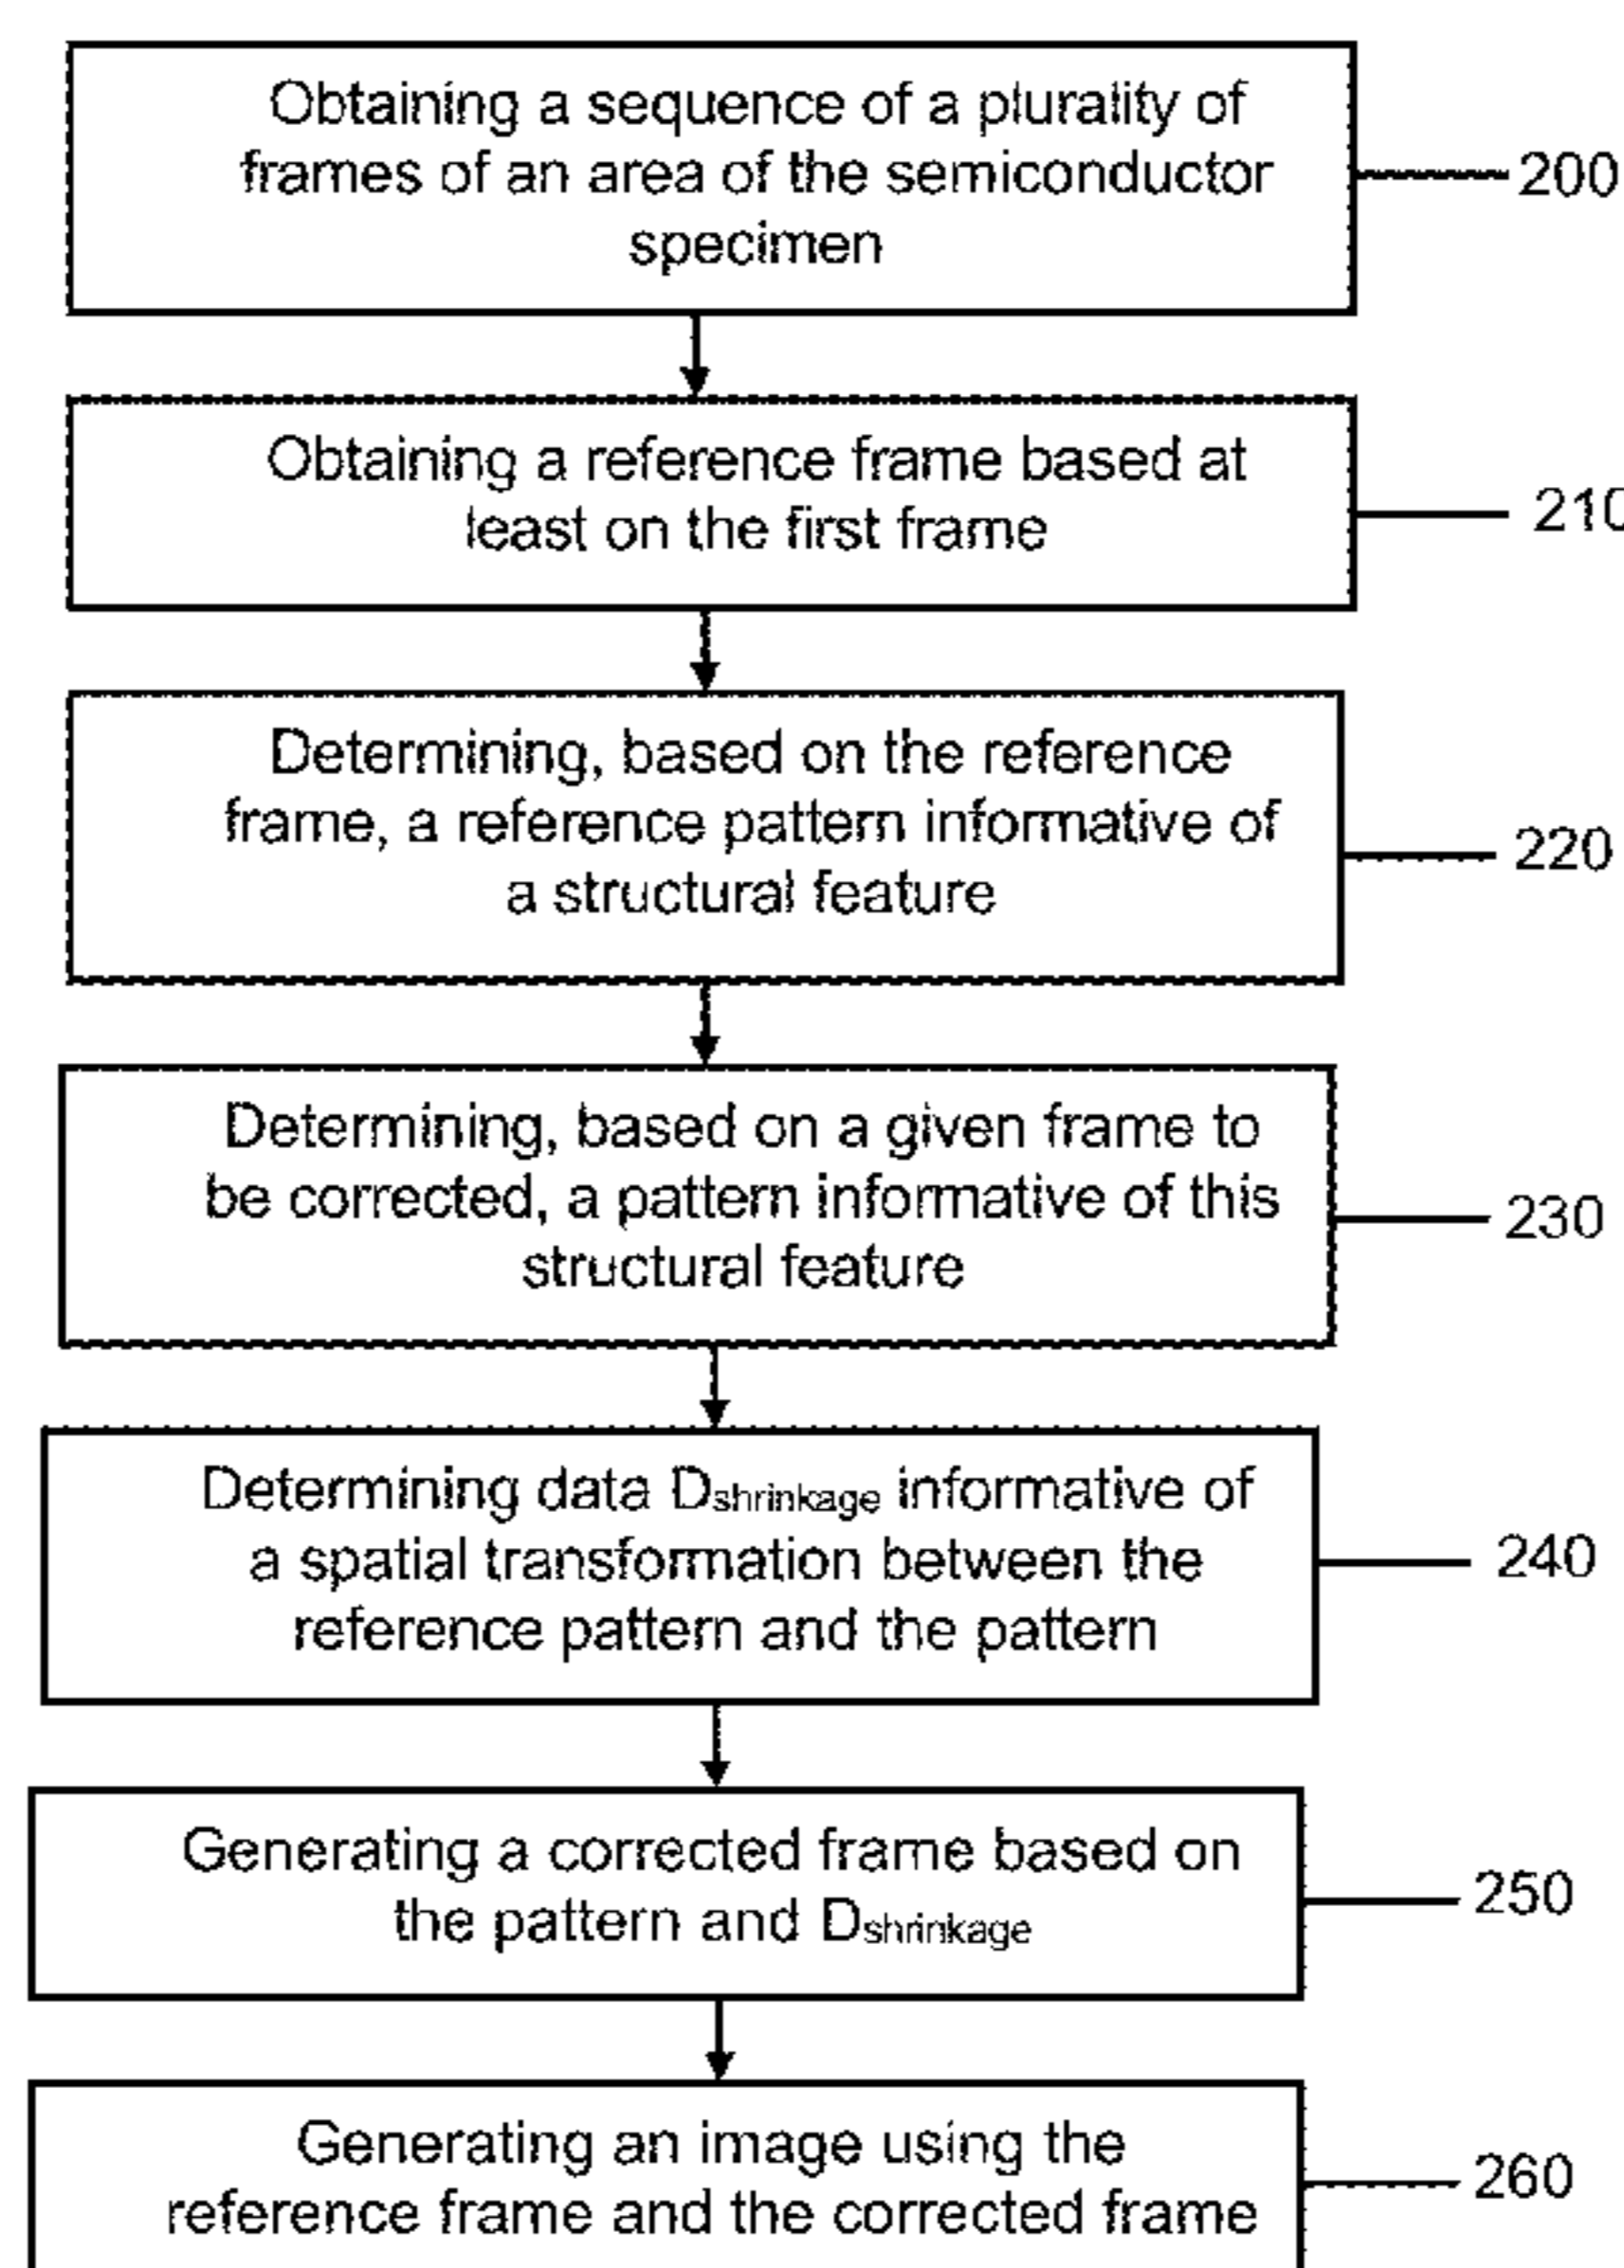 Obtaining a sequence of a plurality of
frames of an area of the semiconductor
specimen
200
Obtaining a reference frame based at
least on the first frame
210
Determining, based on the reference
frame, a reference pattern informative of
a structural feature
220
Determining, based on a given frame to
be corrected, a pattern informative of this
structural feature
230
Determining data Dshrinkage informative of
a spatial transformation between the
reference pattern and the pattern
240
Generating a corrected frame based on
the pattern and Dshrinkage
250
Generating an image using the
reference frame and the corrected frame
260